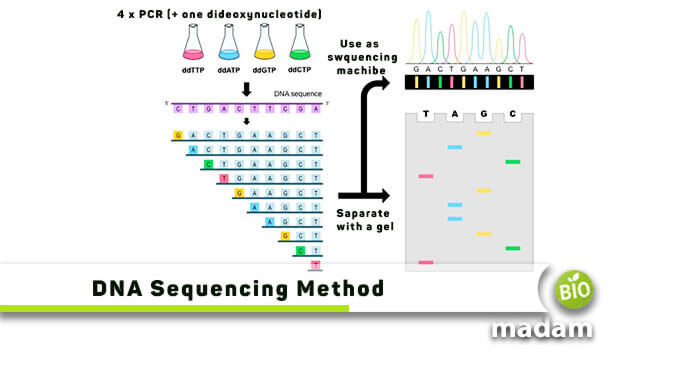 4 x PCR (+ one dideoxynucleotide)
ddTTP ddATP ddGTP ddCTP
DNA sequence
5' 3'
C T G A C T T C G A
G A C T G A A G C T
A C T G A A G C T
C T G A A G C T
T G A A G C T
G A A G C T
A A G C T
A G C T
G C T
C T
T
Use as
swquencing
machibe
G A C T G A A G C T
T A G C
Saparate
with a gel
DNA Sequencing Method
BIO
madam